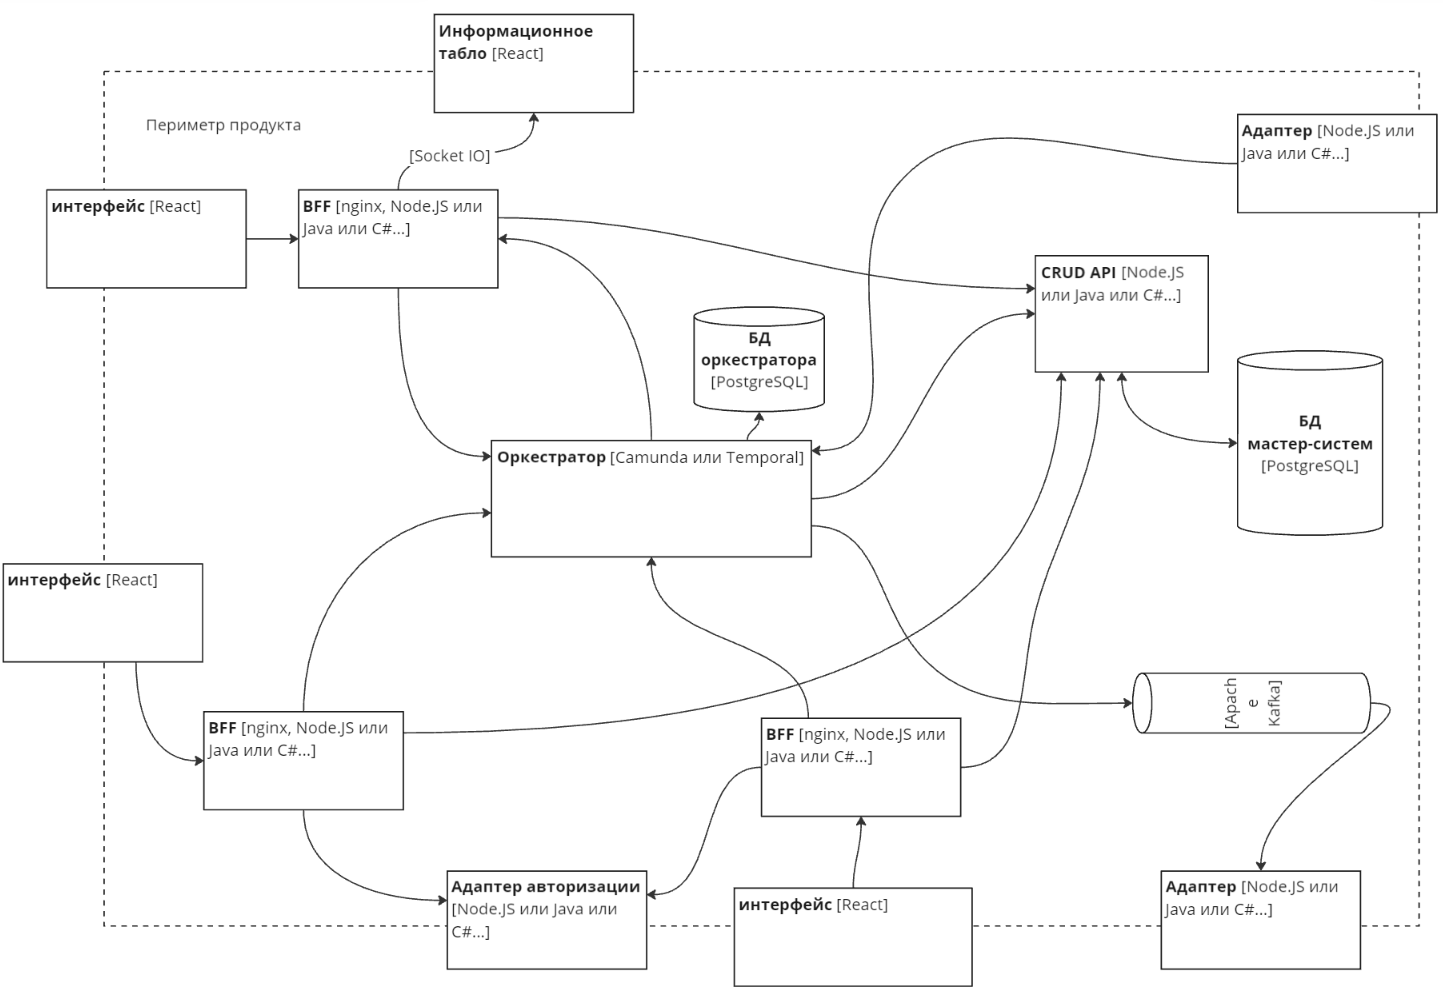 Информационное
табло [React]
Периметр продукта
[Socket IO]
Адаптер [Node.JS или
Java или C#...]
интерфейс [React]
BFF [nginx, Node.JS или
Java или C#...]
CRUD API [Node.JS
или Java или C#...]
БД
оркестратора
[PostgreSQL]
БД
мастер-систем
[PostgreSQL]
Оркестратор [Camunda или Temporal]
интерфейс [React]
[Apach
e
Kafka]
BFF [nginx, Node.JS или
Java или C#...]
BFF [nginx, Node.JS или
Java или C#...]
Адаптер авторизации
[Node.JS или Java или
C#...]
интерфейс [React]
Адаптер [Node.JS или
Java или C#...]